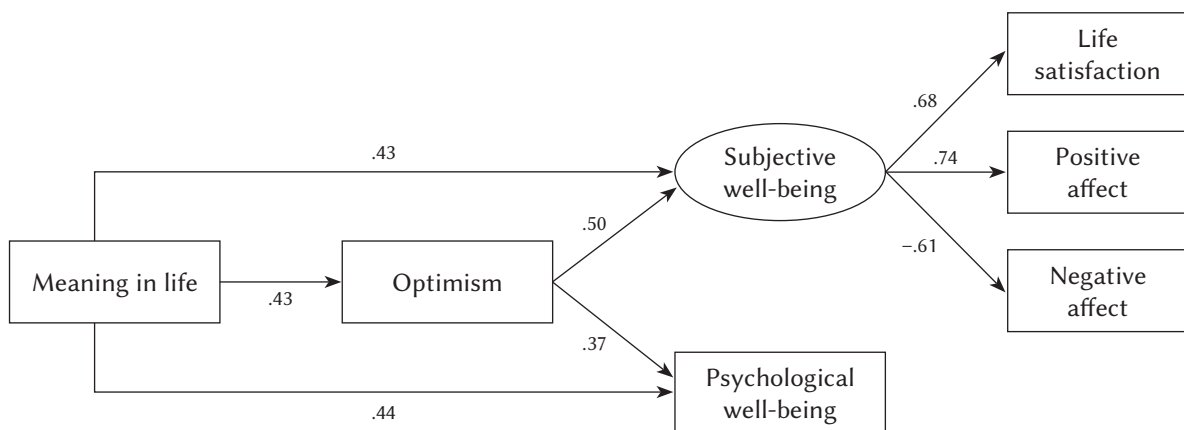 Life
satisfaction
.68
.43
Subjective
well-being
.74
Positive
affect
.50
−.61
Meaning in life
.43
Optimism
Negative
affect
.37
Psychological
well-being
.44